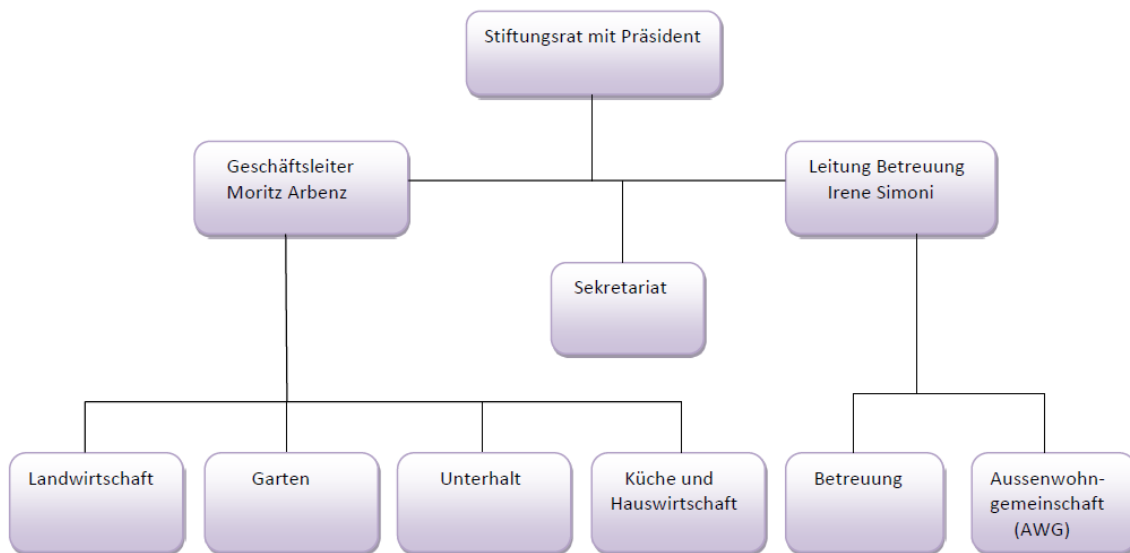 Stiftungsrat mit Präsident
Geschäftsleiter
Moritz Arbenz
Leitung Betreuung
Irene Simoni
Sekretariat
Landwirtschaft
Garten
Unterhalt
Küche und
Hauswirtschaft
Betreuung
Aussenwohn-
gemeinschaft
(AWG)